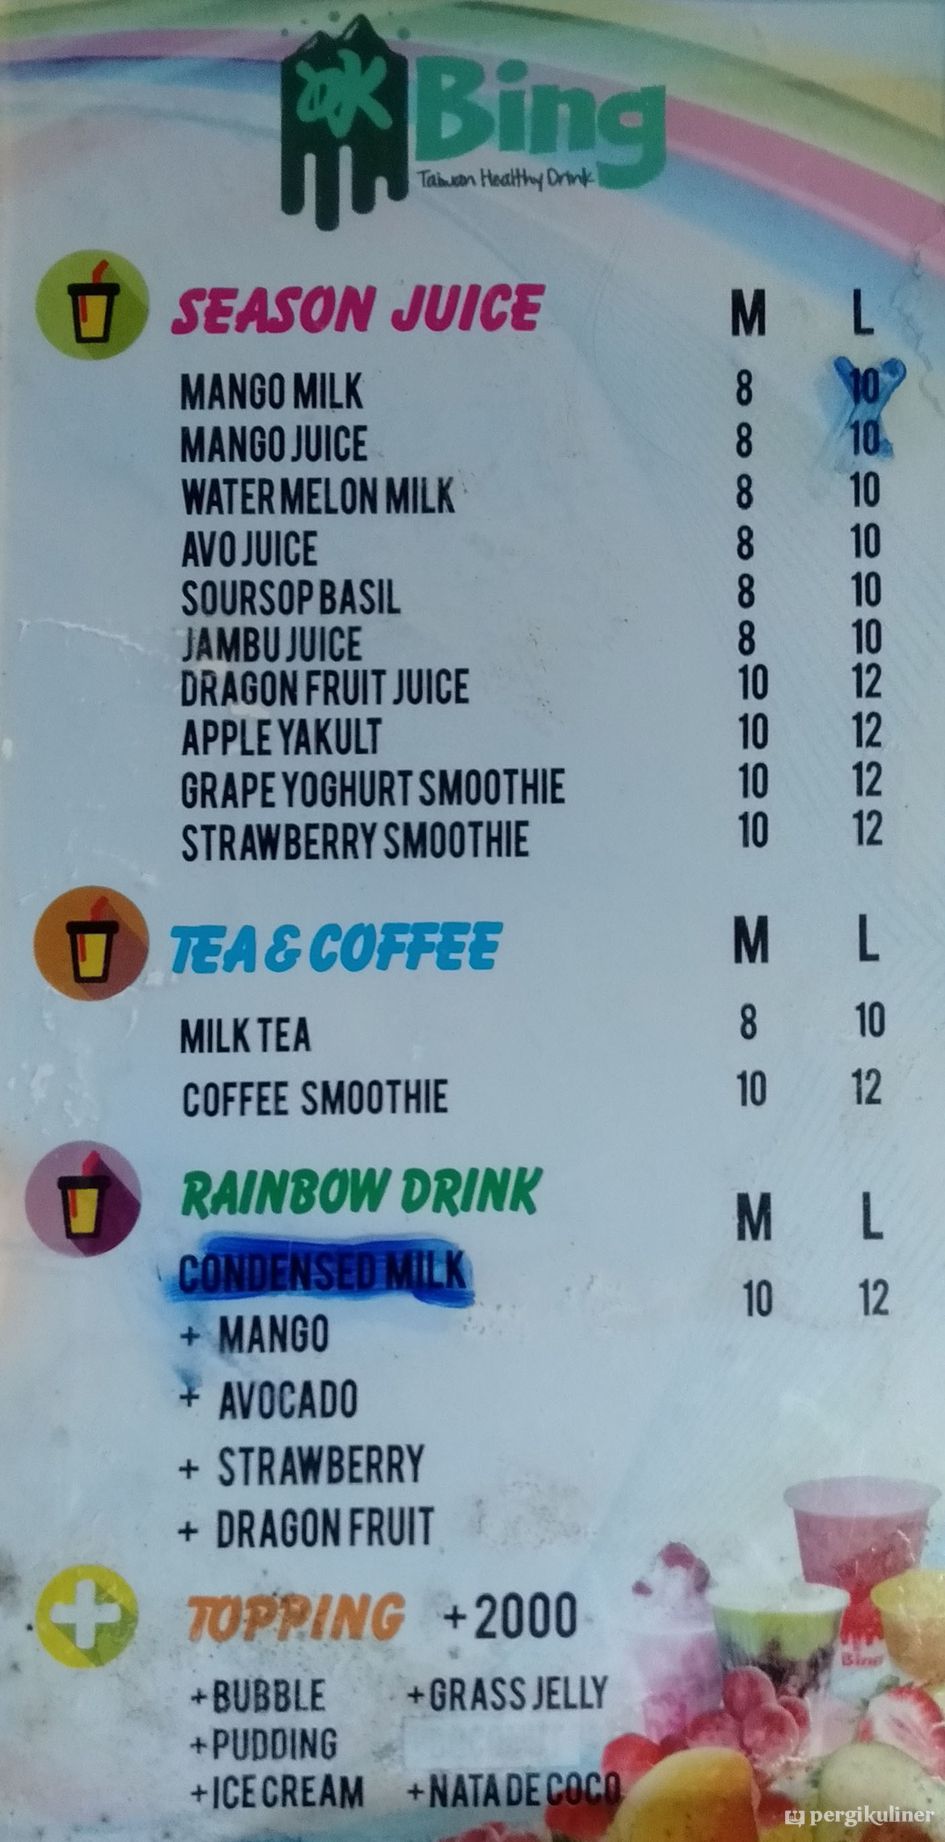 冰 Bing
Taiwan Healthy Drink
SEASON JUICE M L
MANGO MILK 8 10
MANGO JUICE 8 10
WATERMELON MILK 8 10
AVO JUICE 8 10
SOURSOP BASIL 8 10
JAMBU JUICE 8 10
DRAGON FRUIT JUICE 10 12
APPLE YAKULT 10 12
GRAPE YOGHURT SMOOTHIE 10 12
STRAWBERRY SMOOTHIE 10 12
TEA & COFFEE M L
MILK TEA 8 10
COFFEE SMOOTHIE 10 12
RAINBOW DRINK M L
CONDENSED MILK 10 12
+ MANGO
+ AVOCADO
+ STRAWBERRY
+ DRAGON FRUIT
TOPPING +2000
+BUBBLE +GRASS JELLY
+PUDDING
+ICE CREAM +NATA DE COCO
Bing
pergikuliner